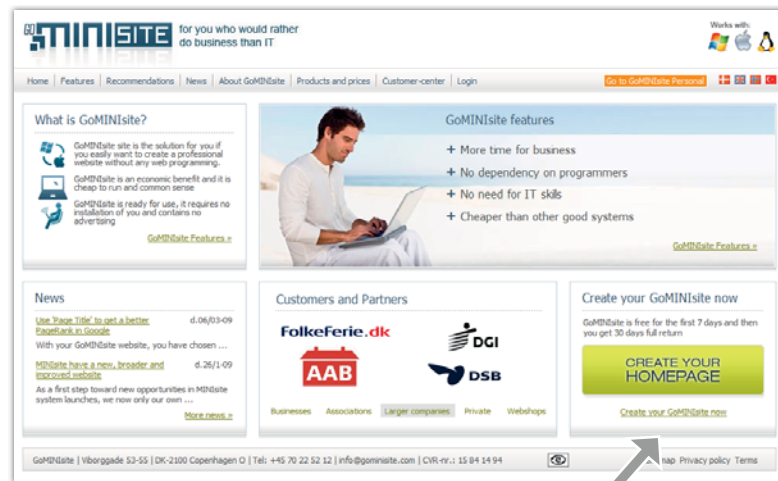 GO MINISITE
for you who would rather
do business than IT
Works with:
Home | Features | Recommendations | News | About GoMINIsite | Products and prices | Customer-center | Login
Go to GoMINIsite Personal
What is GoMINIsite?
GoMINIsite site is the solution for you if
you easily want to create a professional
website without any web programming.
GoMINIsite is an economic benefit and it is
cheap to run and common sense
GoMINIsite is ready for use, it requires no
installation of you and contains no
advertising
GoMINIsite Features »
GoMINIsite features
+ More time for business
+ No dependency on programmers
+ No need for IT skils
+ Cheaper than other good systems
GoMINIsite Features »
News
Use 'Page Title' to get a better d.06/03-09
PageRank in Google
With your GoMINIsite website, you have chosen ...
MINIsite have a new, broader and d.26/1-09
improved website
As a first step toward new opportunities in MINIsite
system launches, we now only our own ...
More news »
Customers and Partners
FolkeFerie.dk
DGI
AAB
DSB
Businesses Associations Larger companies Private Webshops
Create your GoMINIsite now
GoMINIsite is free for the first 7 days and then
you get 30 days full return
CREATE YOUR
HOMEPAGE
Create your GoMINIsite now
GoMINIsite | Viborggade 53-55 | DK-2100 Copenhagen O | Tel: +45 70 22 52 12 | info@gominisite.com | CVR-nr.: 15 84 14 94
map Privacy policy Terms